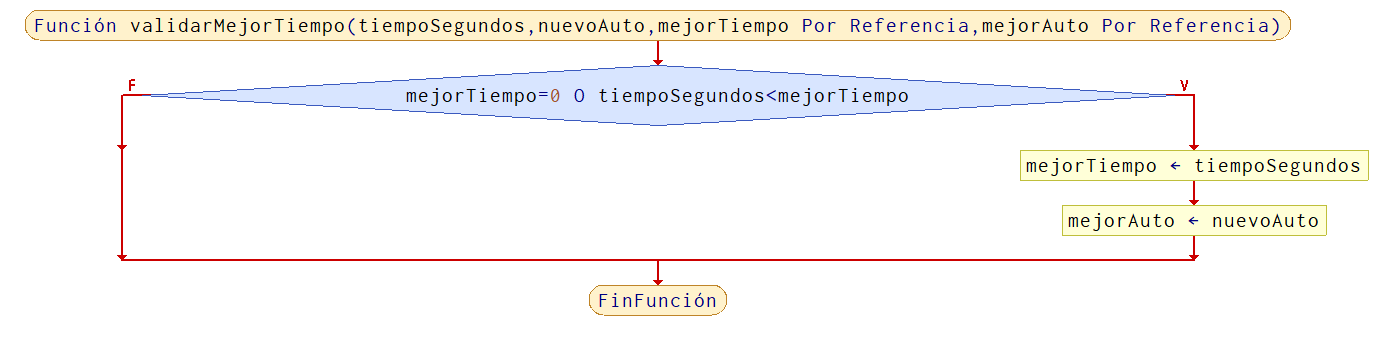 Función validarMejorTiempo(tiempoSegundos,nuevoAuto,mejorTiempo Por Referencia,mejorAuto Por Referencia)
F
V
mejorTiempo=0 O tiempoSegundos<mejorTiempo
mejorTiempo ← tiempoSegundos
mejorAuto ← nuevoAuto
FinFunción